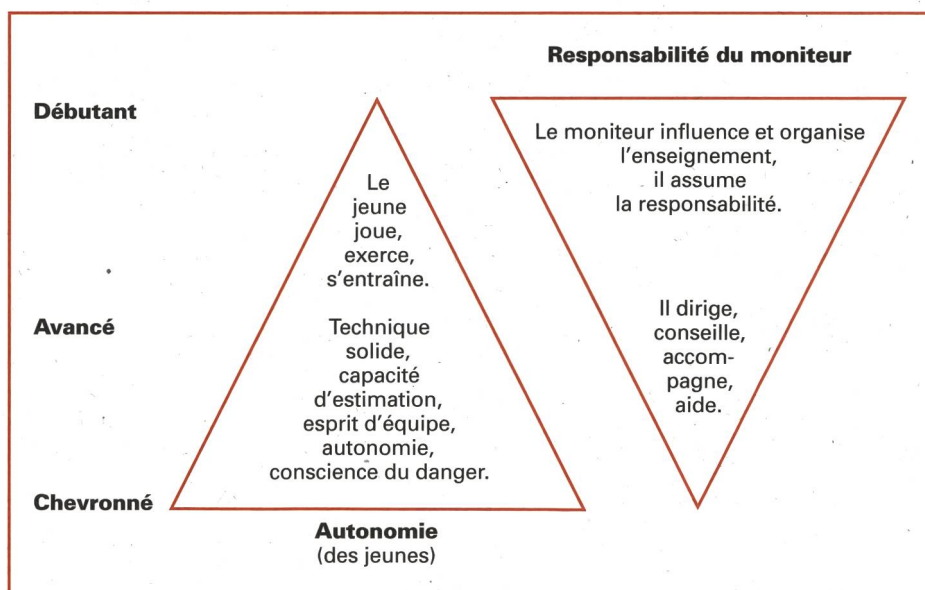 Responsabilité du moniteur
Débutant
Le moniteur influence et organise
l'enseignement,
il assume
la responsabilité.
Le
jeune
joue,
exerce,
s'entraîne.
Avancé
Technique
solide,
capacité
d'estimation,
esprit d'équipe,
autonomie,
conscience du danger.
Il dirige,
conseille,
accom-
pagne,
aide.
Chevronné
Autonomie
(des jeunes)